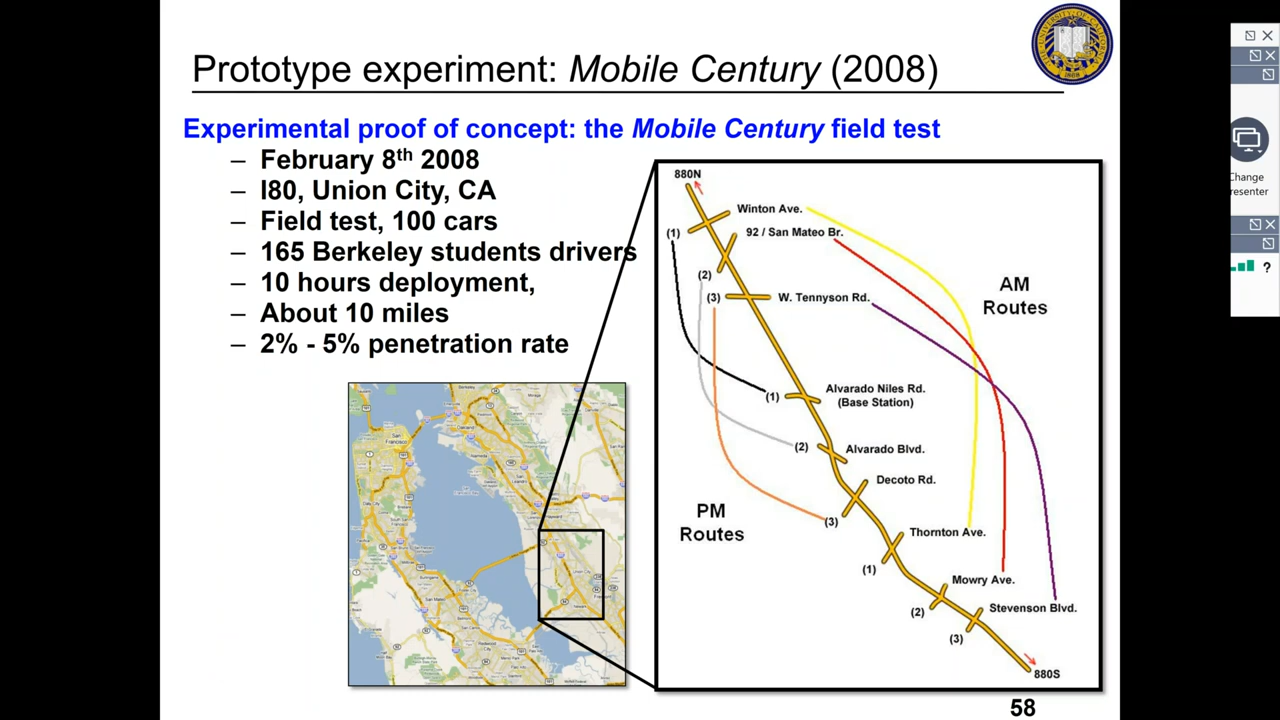 Prototype experiment: Mobile Century (2008)
Experimental proof of concept: the Mobile Century field test
– February 8th 2008
– I80, Union City, CA
– Field test, 100 cars
– 165 Berkeley students drivers
– 10 hours deployment,
– About 10 miles
– 2% - 5% penetration rate
880N
Winton Ave.
(1)
92 / San Mateo Br.
(2)
(3)
W. Tennyson Rd.
AM
Routes
(1)
Alvarado Niles Rd.
(Base Station)
(2)
Alvarado Blvd.
Decoto Rd.
(3)
PM
Routes
Thornton Ave.
(1)
Mowry Ave.
(2)
Stevenson Blvd.
(3)
880S
San
Francisco
58
Change
resenter
?